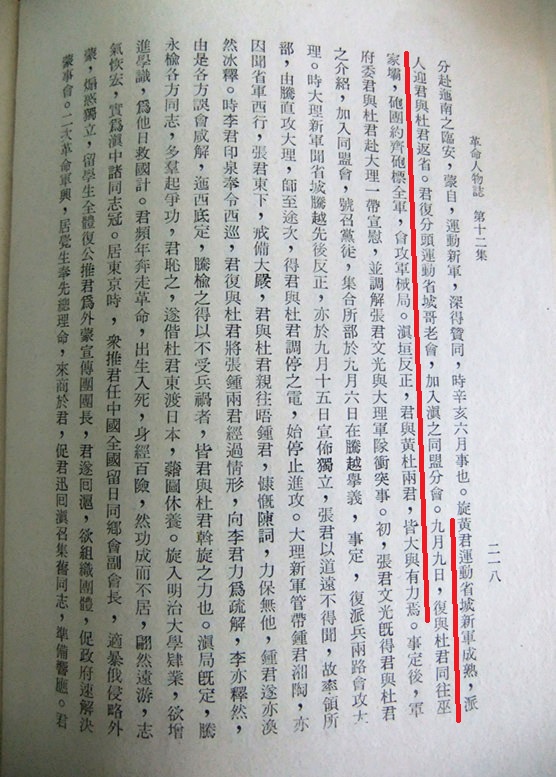 革命人物誌　第十二集
二一八
分赴迤南之臨安，蒙自，運動新軍，深得贊同，時辛亥六月事也。旋黃君運動省城新軍成熟，派
人迎君與杜君返省。君復分頭運動省城哥老會，加入滇之同盟分會。九月九日，復與杜君同往巫
家壩，砲團約齊砲標全軍，會攻軍械局。滇垣反正，君與黃杜兩君，皆大與有力焉。事定後，軍
府委君與杜君赴大理一帶宣慰，並調解張君文光與大理軍隊衝突事。初，張君文光旣得君與杜君
之介紹，加入同盟會，號召黨徒，集合所部於九月六日在騰越舉義，事定，復派兵兩路會攻大
理。時大理新軍聞省城騰越先後反正，亦於九月十五日宣佈獨立，張君以道遠不得聞，故率領所
部，由騰直攻大理，師至途次，得君與杜君調停之電，始停止進攻。大理新軍管帶鍾君湘陶，亦
因聞省軍西行，張君東下，戒備大嚴，君與杜君親往晤鍾君，慷慨陳詞，力保無他，鍾君遂亦渙
然冰釋。時李君印泉奉令西巡，君復與杜君將張鍾兩君經過情形，向李君力為疏解，李亦釋然，
由是各方誤會咸解，迤西底定，騰楡之得以不受兵禍者，皆君與杜君斡旋之力也。滇局旣定，騰
永楡各方同志，多羣起爭功，君恥之，遂偕杜君東渡日本，藉圖休養。旋入明治大學肄業，欲增
進學識，為他日救國計。君頻年奔走革命，出生入死，身經百險，然功成而不居，翩然遠游，志
氣恢宏，實為滇中諸同志冠。居東京時，衆推君任中國全國留日同鄉會副會長，適暴俄侵略外
蒙，煽惑獨立，留學生全體復公推君為外蒙宣傳團團長，君遂回滬，欲組織團體，促政府速解決
蒙事會。二次革命軍興，居覺生奉先總理命，來商於君，促君迅回滇召集舊同志，準備響應。君